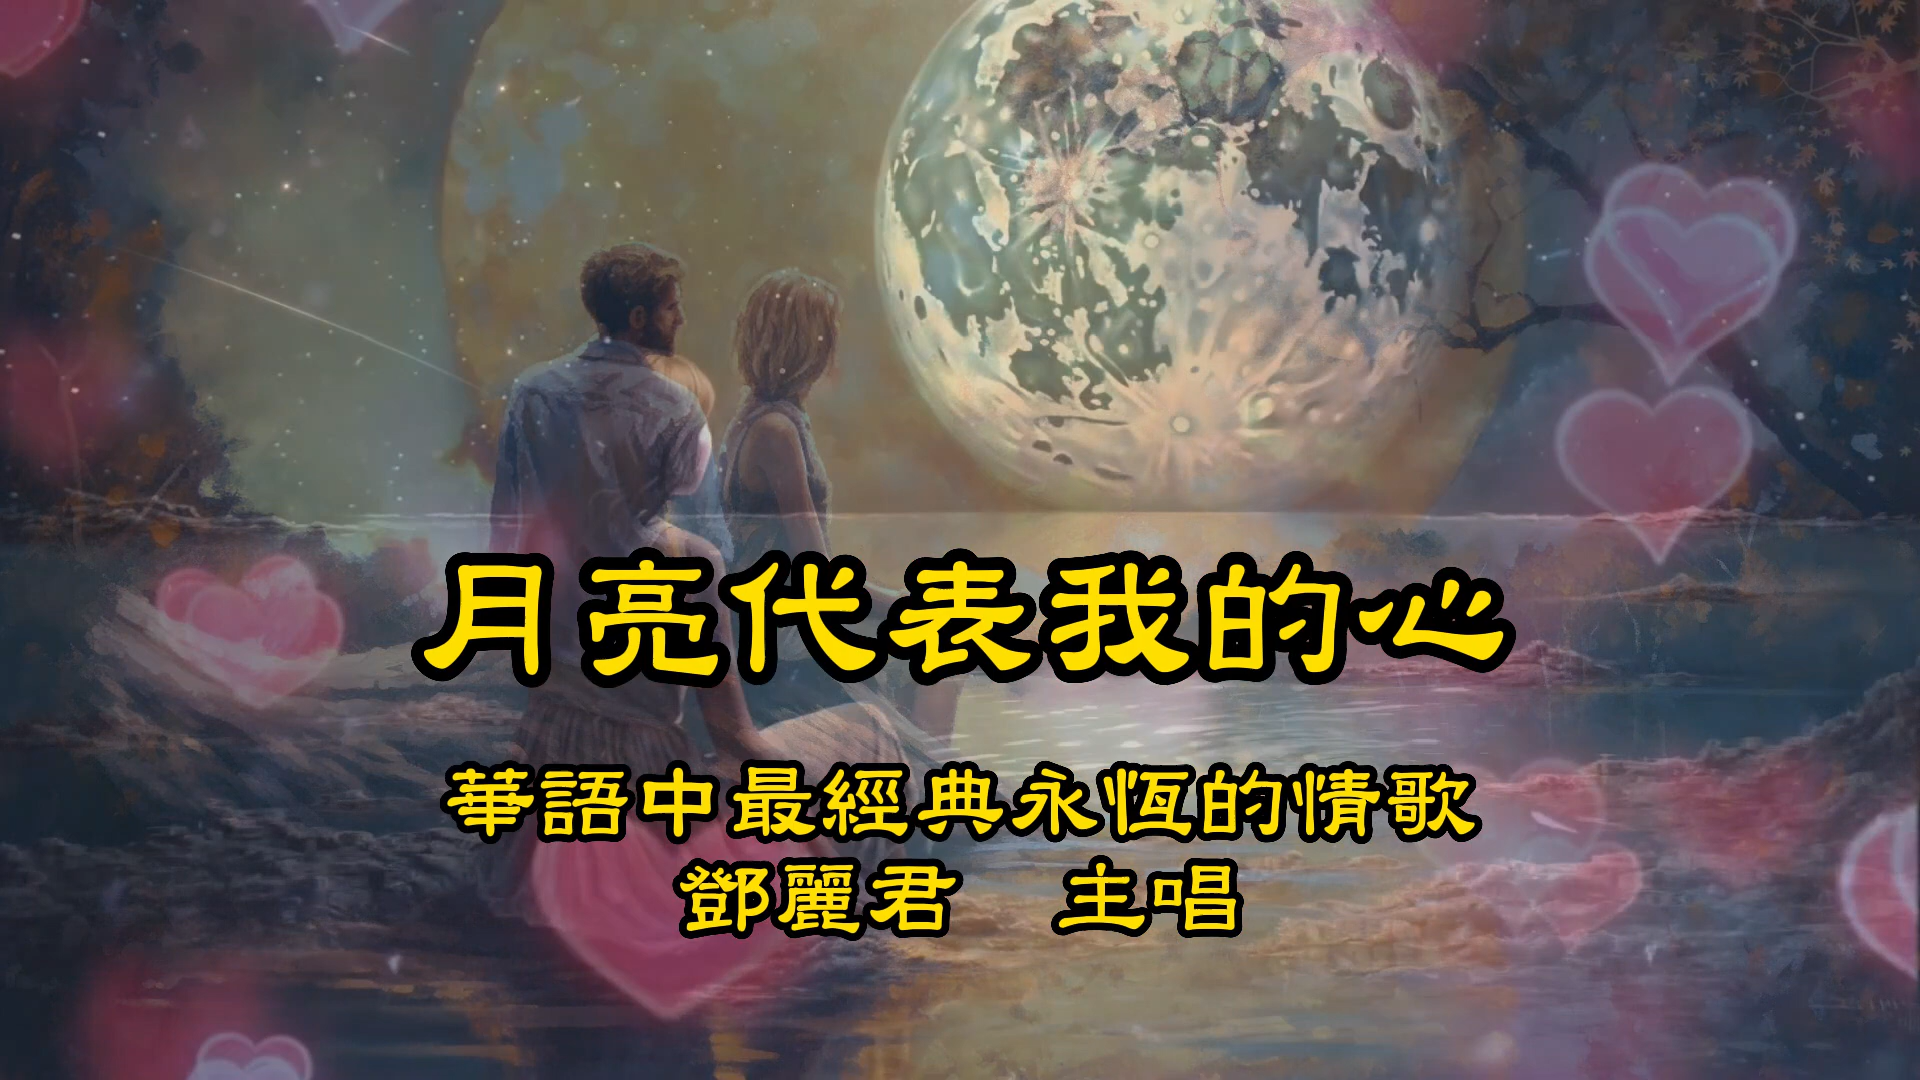 月亮代表我的心
華語中最經典永恆的情歌
鄧麗君　主唱